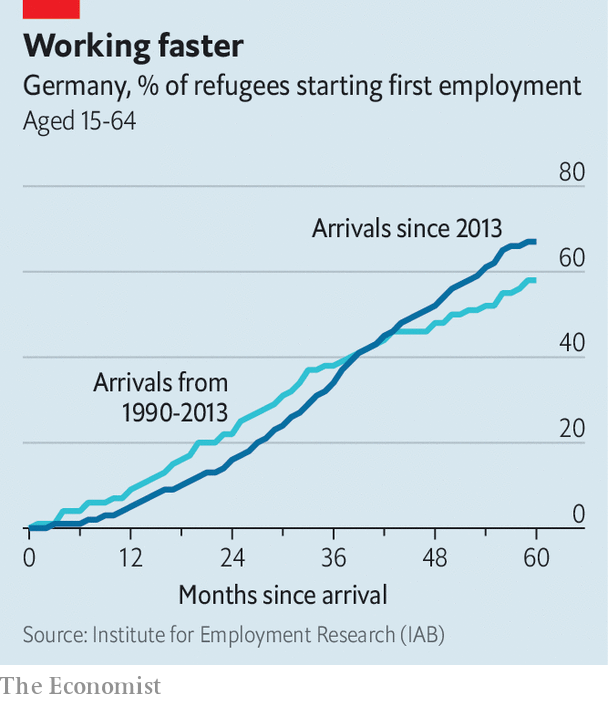 Working faster
Germany, % of refugees starting first employment
Aged 15-64
80
Arrivals since 2013
60
40
Arrivals from
1990-2013
20
0
0 12 24 36 48 60
Months since arrival
Source: Institute for Employment Research (IAB)
The Economist